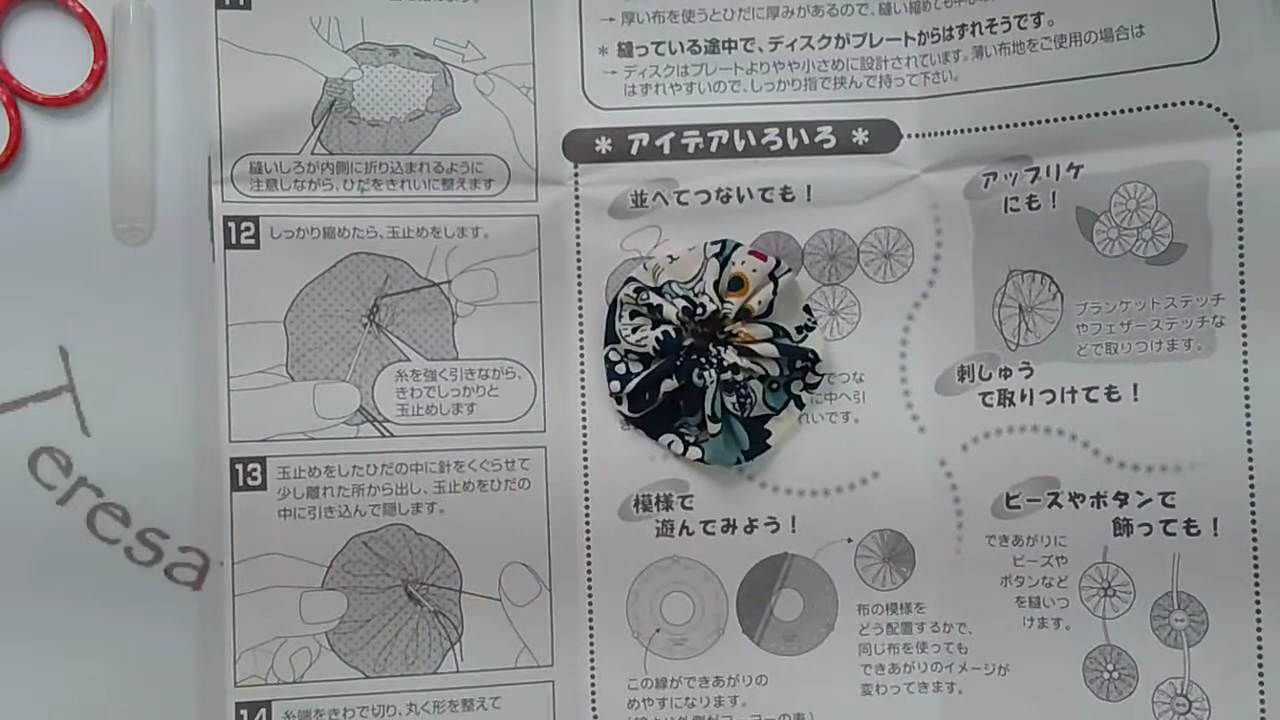 11
縫いしろが内側に折り込まれるように
注意しながら、ひだをきれいに整えます
12 しっかり縮めたら、玉止めをします。
糸を強く引きながら、
きわでしっかりと
玉止めします
13 玉止めをしたひだの中に針をくぐらせて
少し離れた所から出し、玉止めをひだの
中に引き込んで隠します。
14 糸端をきわで切り、丸く形を整えて
→ 厚い布を使うとひだに厚みがあるので、縫い縮めても
* 縫っている途中で、ディスクがプレートからはずれそうです。
→ ディスクはプレートよりやや小さめに設計されています。薄い布地をご使用の場合は
はずれやすいので、しっかり指で挟んで持って下さい。
* アイデアいろいろ *
並べてつないでも!
でつな
に中へ引
れいです。
アップリケ
にも!
ブランケットステッチ
やフェザーステッチな
どで取りつけます。
刺しゅう
で取りつけても!
模様で
遊んでみよう!
布の模様を
どう配置するかで、
同じ布を使っても
できあがりのイメージが
変わってきます。
この線ができあがりの
めやすになります。
ビーズやボタンで
飾っても!
できあがりに
ビーズや
ボタンなど
を縫いつ
けます。
Teresa